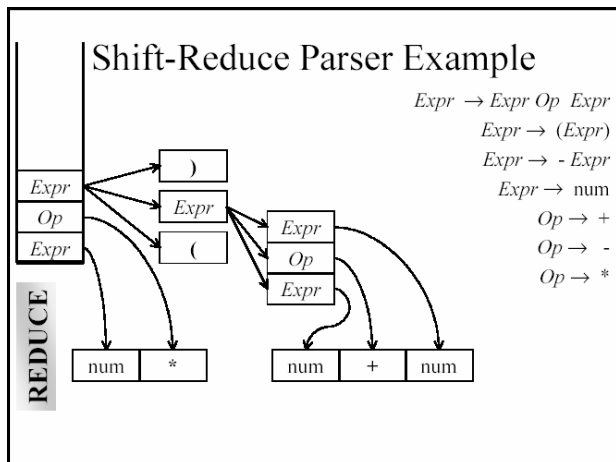 Shift-Reduce Parser Example
Expr → Expr Op Expr
Expr → (Expr)
Expr → - Expr
Expr → num
Op → +
Op → -
Op → *
)
Expr
Expr
(
Op
Expr
Expr
Op
Expr
REDUCE
num
*
num
+
num